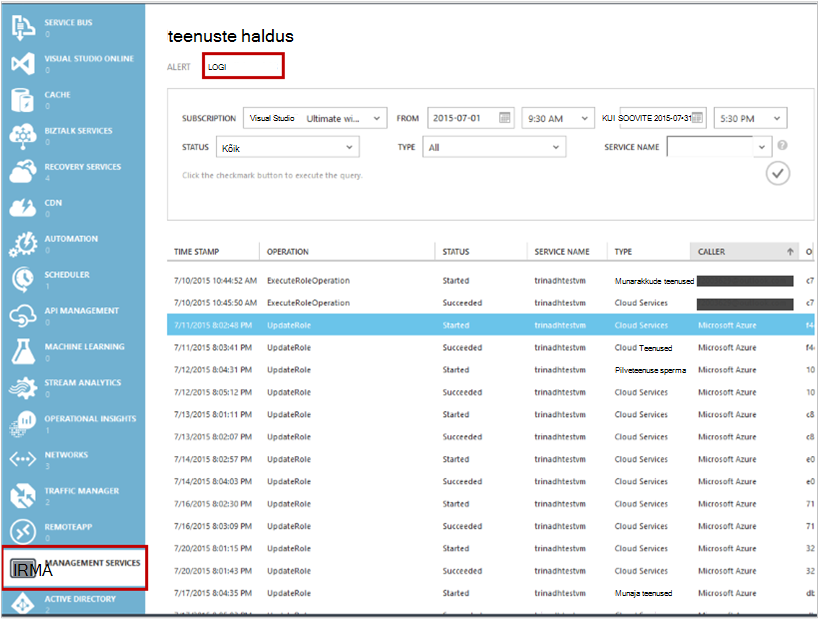 SERVICE BUS
0
VISUAL STUDIO ONLINE
0
CACHE
0
BIZTALK SERVICES
0
RECOVERY SERVICES
4
CDN
0
AUTOMATION
0
SCHEDULER
1
API MANAGEMENT
0
MACHINE LEARNING
0
STREAM ANALYTICS
0
OPERATIONAL INSIGHTS
1
NETWORKS
3
TRAFFIC MANAGER
2
REMOTEAPP
0
MANAGEMENT SERVICES
IRMA
ACTIVE DIRECTORY
2
teenuste haldus
ALERT LOGI
SUBSCRIPTION Visual Studio Ultimate wi... FROM 2015-07-01 9:30 AM KUI SOOVITE 2015-07-31 5:30 PM
STATUS Kõik TYPE All SERVICE NAME
Click the checkmark button to execute the query.
TIME STAMP OPERATION STATUS SERVICE NAME TYPE CALLER
7/10/2015 10:44:52 AM ExecuteRoleOperation Started trinadhtestvm Munarakkude teenused c7
7/10/2015 10:45:50 AM ExecuteRoleOperation Succeeded trinadhtestvm Cloud Services c7
7/11/2015 8:02:48 PM UpdateRole Started trinadhtestvm Cloud Services Microsoft Azure f4
7/11/2015 8:03:41 PM UpdateRole Succeeded trinadhtestvm Cloud Teenused Microsoft Azure f4
7/12/2015 8:04:31 PM UpdateRole Started trinadhtestvm Pilveteenuse sperma Microsoft Azure 10
7/12/2015 8:05:12 PM UpdateRole Succeeded trinadhtestvm Cloud Services Microsoft Azure 10
7/13/2015 8:01:11 PM UpdateRole Started trinadhtestvm Cloud Services Microsoft Azure c8
7/13/2015 8:02:07 PM UpdateRole Succeeded trinadhtestvm Cloud Services Microsoft Azure c8
7/14/2015 8:02:57 PM UpdateRole Started trinadhtestvm Cloud Services Microsoft Azure e0
7/14/2015 8:04:03 PM UpdateRole Succeeded trinadhtestvm Cloud Services Microsoft Azure e0
7/16/2015 8:02:30 PM UpdateRole Started trinadhtestvm Cloud Services Microsoft Azure 71
7/16/2015 8:03:09 PM UpdateRole Succeeded trinadhtestvm Cloud Services Microsoft Azure 71
7/20/2015 8:01:15 PM UpdateRole Started trinadhtestvm Cloud Services Microsoft Azure 32
7/20/2015 8:01:43 PM UpdateRole Succeeded trinadhtestvm Cloud Services Microsoft Azure 32
7/17/2015 8:04:35 PM UpdateRole Started trinadhtestvm Munaja teenused Microsoft Azure db